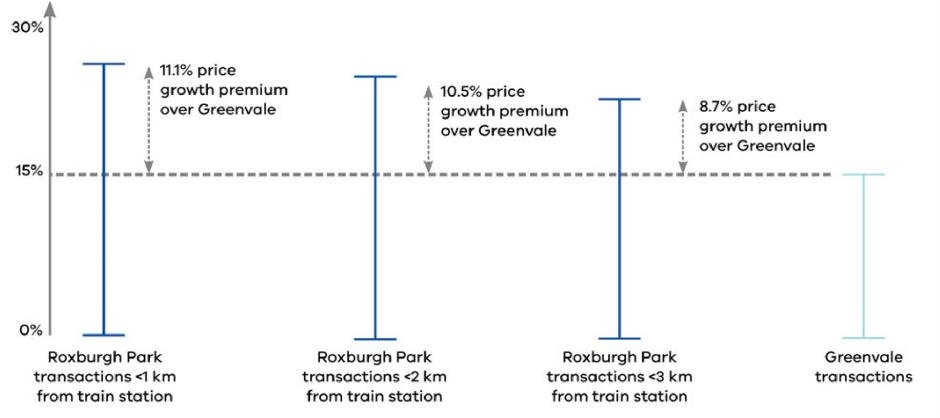 30%
11.1% price
growth premium
over Greenvale
10.5% price
growth premium
over Greenvale
8.7% price
growth premium
over Greenvale
15%
0%
Roxburgh Park
transactions <1 km
from train station
Roxburgh Park
transactions <2 km
from train station
Roxburgh Park
transactions <3 km
from train station
Greenvale
transactions